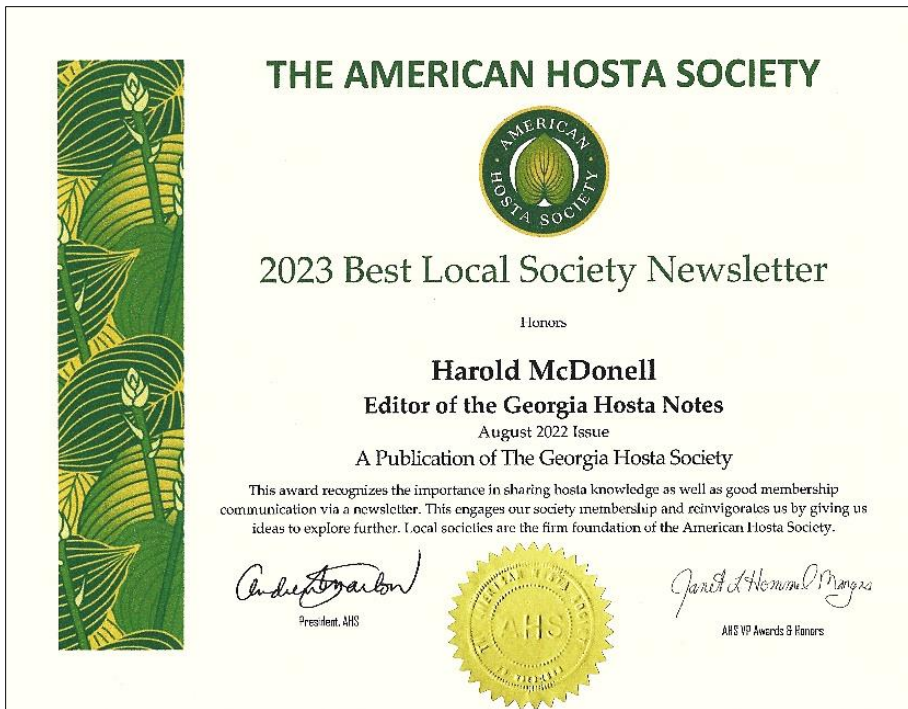 THE AMERICAN HOSTA SOCIETY
AMERICAN
HOSTA SOCIETY
2023 Best Local Society Newsletter
Honors
Harold McDonell
Editor of the Georgia Hosta Notes
August 2022 Issue
A Publication of The Georgia Hosta Society
This award recognizes the importance in sharing hosta knowledge as well as good membership
communication via a newsletter. This engages our society membership and reinvigorates us by giving us
ideas to explore further. Local societies are the firm foundation of the American Hosta Society.
President, AHS
AHS
AHS VP Awards & Honors